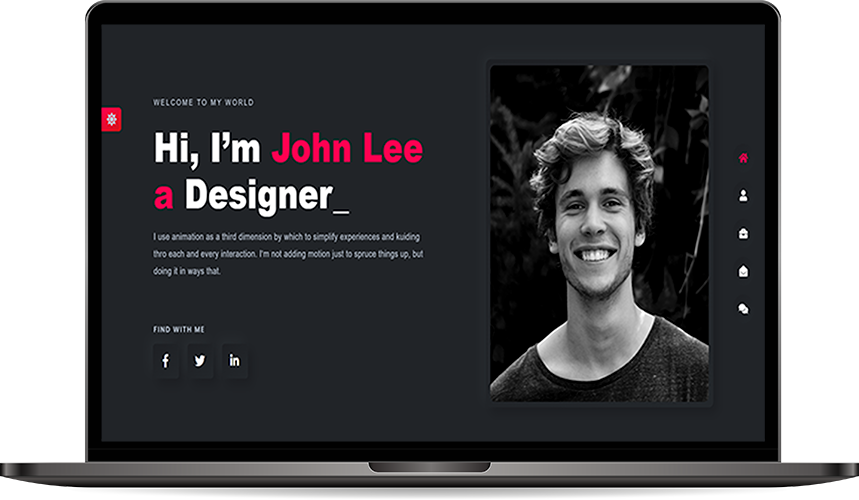 WELCOME TO MY WORLD
Hi, I’m John Lee
a Designer_
I use animation as a third dimension by which to simplify experiences and kuiding
thro each and every interaction. I’m not adding motion just to spruce things up, but
doing it in ways that.
FIND WITH ME